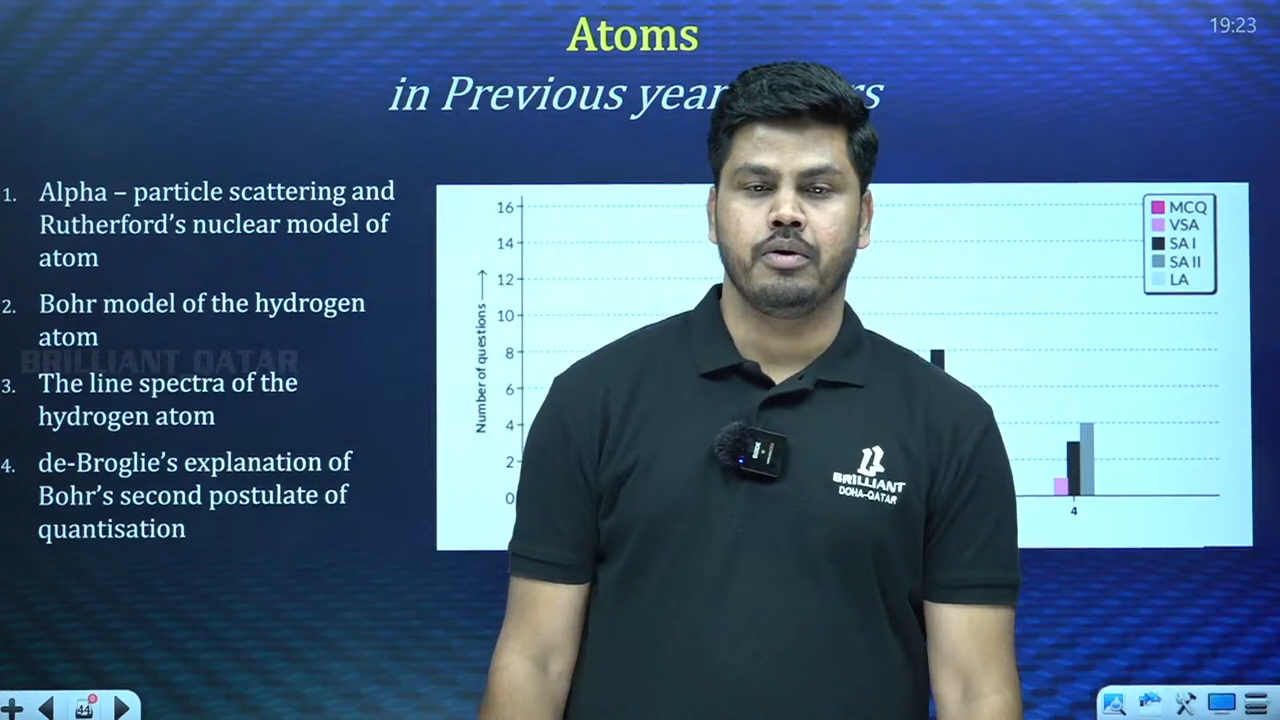 Atoms
19:23
in Previous year
1. Alpha – particle scattering and
Rutherford’s nuclear model of
atom
2. Bohr model of the hydrogen
atom
BRILLIANT_QATAR
3. The line spectra of the
hydrogen atom
4. de-Broglie’s explanation of
Bohr’s second postulate of
quantisation
Number of questions
16
14
12
10
8
6
4
2
0
4
MCQ
VSA
SA I
SA II
LA
BRILLIANT
DOHA-QATAR
44